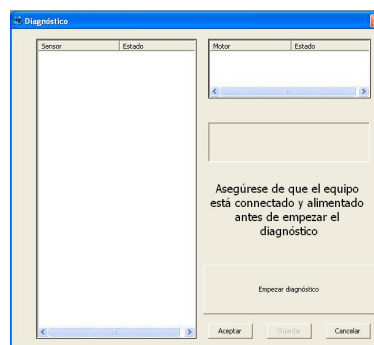 Diagnóstico
Sensor Estado
Motor Estado
Asegúrese de que el equipo
está connectado y alimentado
antes de empezar el
diagnóstico
Empezar diagnóstico
Aceptar Guardar Cancelar